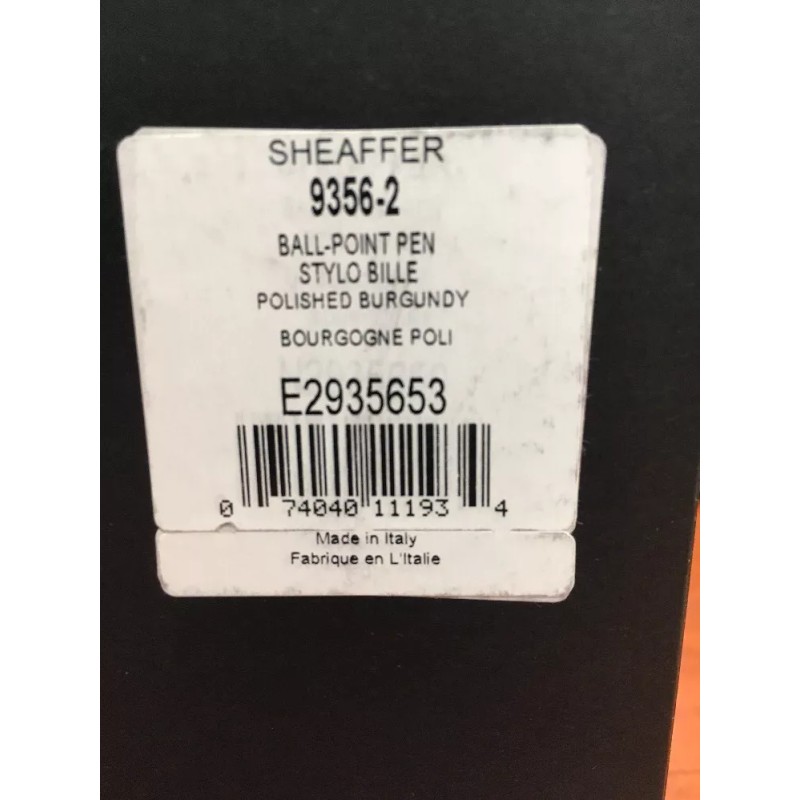 SHEAFFER
9356-2
BALL-POINT PEN
STYLO BILLE
POLISHED BURGUNDY
BOURGOGNE POLI
E2935653
0 74040 11193 4
Made in Italy
Fabrique en L'Italie